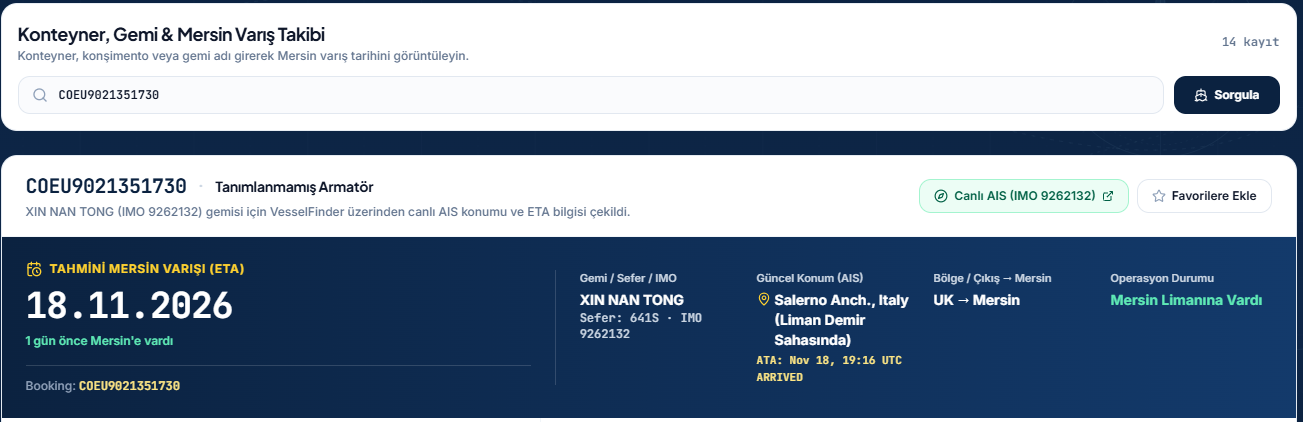 Konteyner, Gemi & Mersin Varış Takibi
Konteyner, konşimento veya gemi adı girerek Mersin varış tarihini görüntüleyin.
14 kayıt
COEU9021351730
Sorgula
COEU9021351730 · Tanımlanmamış Armatör
XIN NAN TONG (IMO 9262132) gemisi için VesselFinder üzerinden canlı AIS konumu ve ETA bilgisi çekildi.
Canlı AIS (IMO 9262132)
Favorilere Ekle
TAHMİNİ MERSİN VARIŞI (ETA)
18.11.2026
1 gün önce Mersin'e vardı
Booking: COEU9021351730
Gemi / Sefer / IMO
XIN NAN TONG
Sefer: 641S · IMO
9262132
Güncel Konum (AIS)
Salerno Anch., Italy
(Liman Demir
Sahasında)
ATA: Nov 18, 19:16 UTC
ARRIVED
Bölge / Çıkış → Mersin
UK → Mersin
Operasyon Durumu
Mersin Limanına Vardı